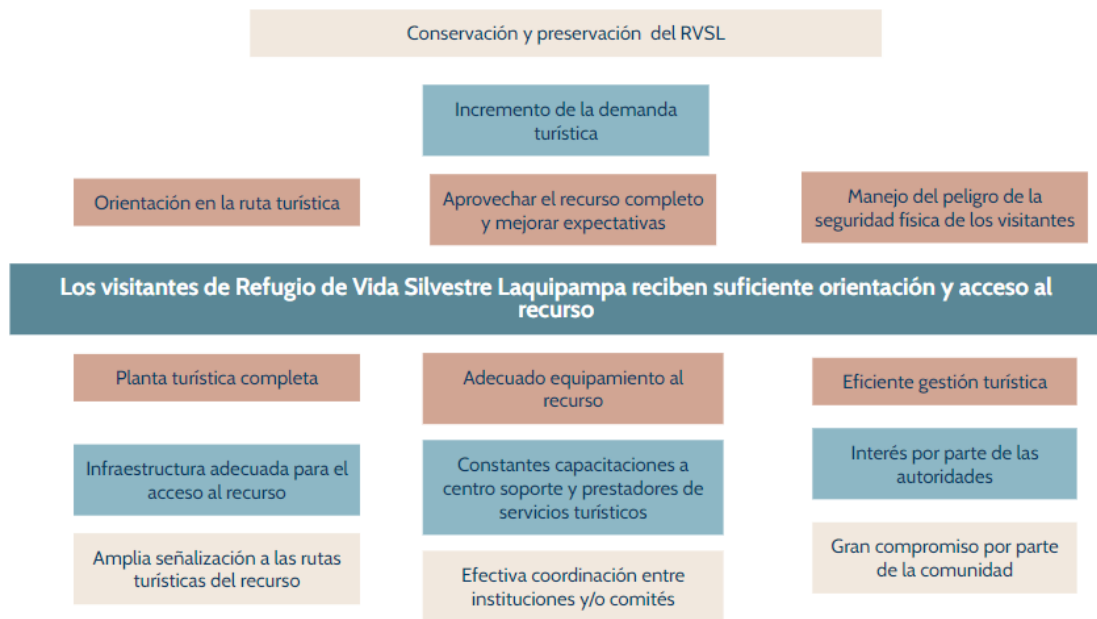 Conservación y preservación del RVSL
Incremento de la demanda
turística
Orientación en la ruta turística
Aprovechar el recurso completo
y mejorar expectativas
Manejo del peligro de la
seguridad física de los visitantes
Los visitantes de Refugio de Vida Silvestre Laquipampa reciben suficiente orientación y acceso al
recurso
Planta turística completa
Adecuado equipamiento al
recurso
Eficiente gestión turística
Infraestructura adecuada para el
acceso al recurso
Constantes capacitaciones a
centro soporte y prestadores de
servicios turísticos
Interés por parte de las
autoridades
Amplia señalización a las rutas
turísticas del recurso
Efectiva coordinación entre
instituciones y/o comités
Gran compromiso por parte
de la comunidad